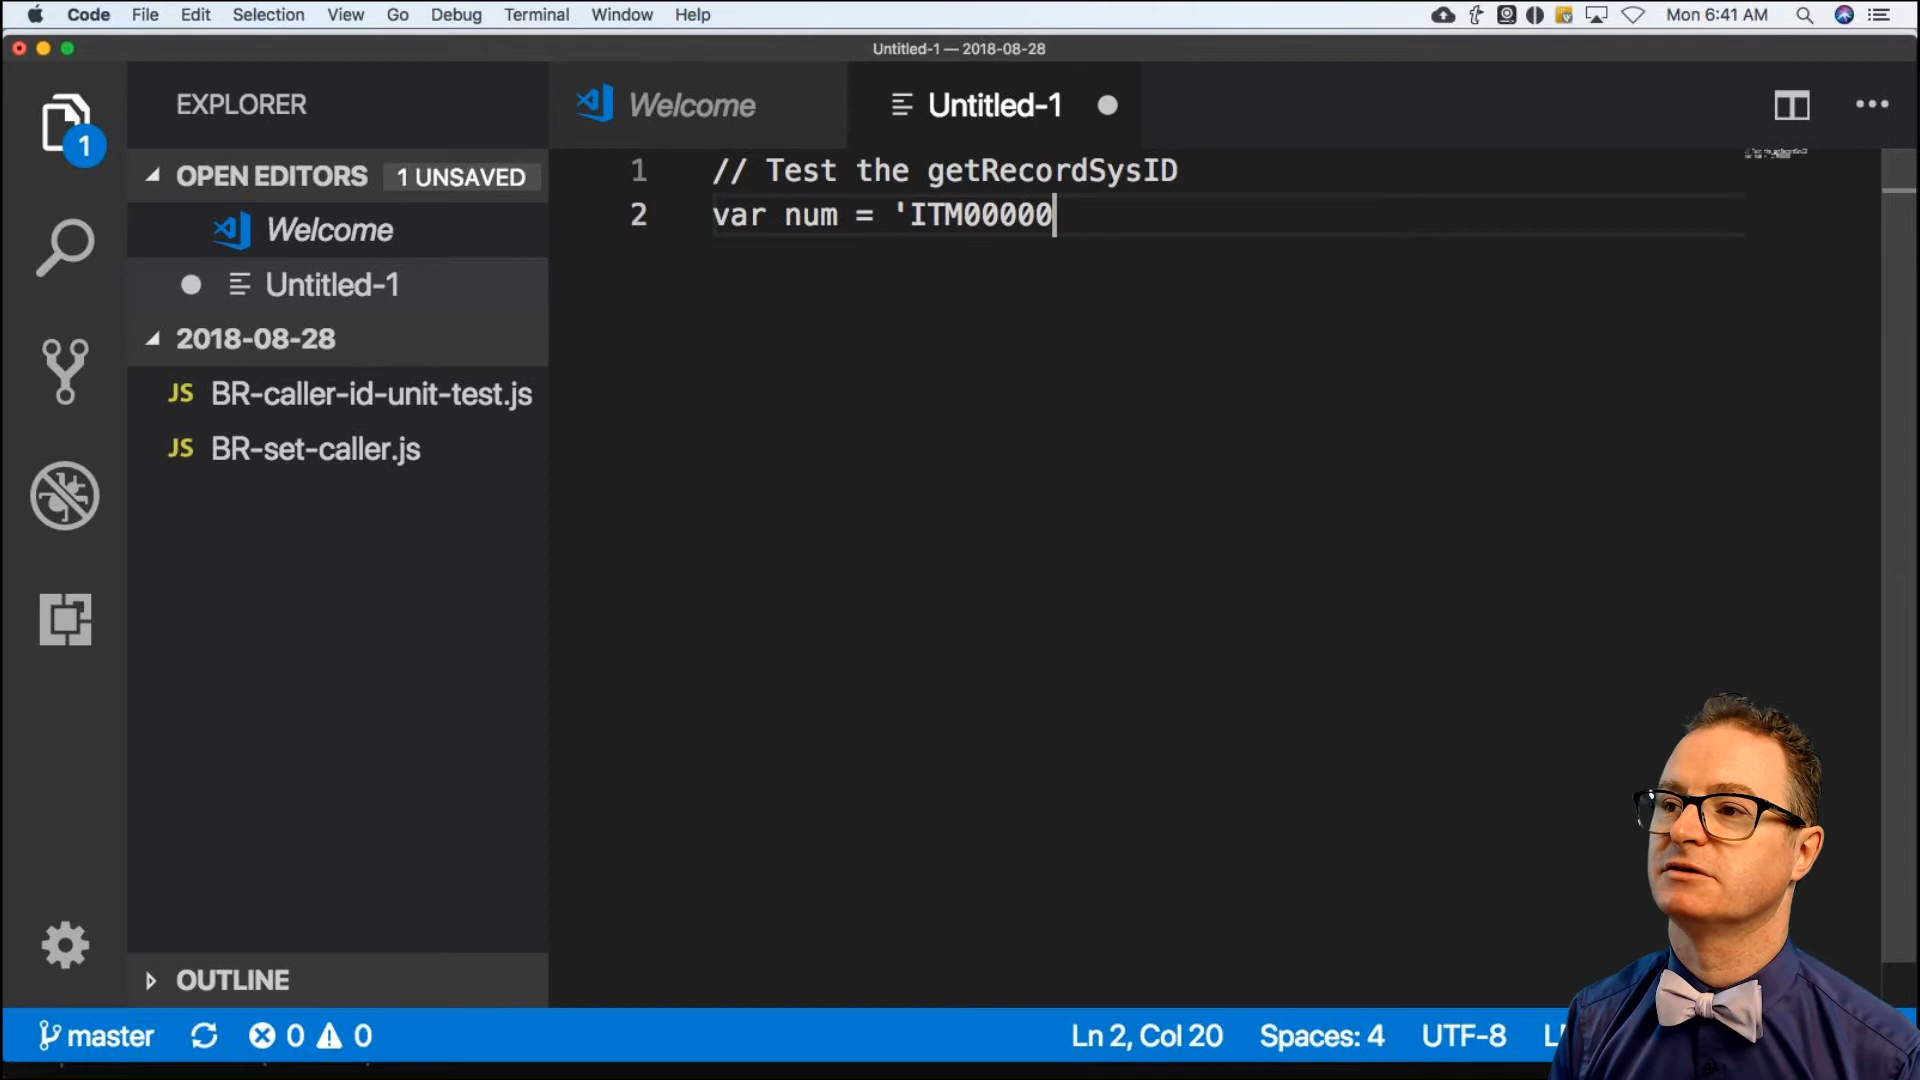 Code File Edit Selection View Go Debug Terminal Window Help Mon 6:41 AM
Untitled-1 — 2018-08-28
EXPLORER
Welcome
Untitled-1
1
OPEN EDITORS 1 UNSAVED
Welcome
Untitled-1
2018-08-28
JS BR-caller-id-unit-test.js
JS BR-set-caller.js
OUTLINE
1 // Test the getRecordSysID
2 var num = 'ITM00000
master 0 0 Ln 2, Col 20 Spaces: 4 UTF-8